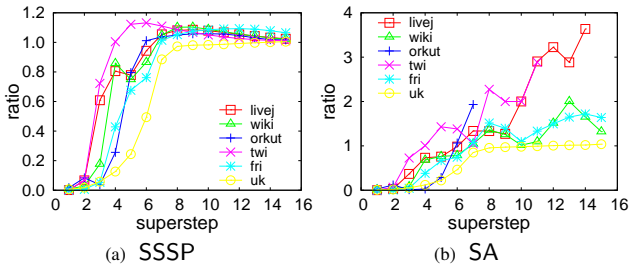 1.2
1.0
0.8
0.6
0.4
0.2
0.0
ratio
0 2 4 6 8 10 12 14 16
superstep
livej
wiki
orkut
twi
fri
uk
(a) SSSP
4
3
2
1
0
ratio
0 2 4 6 8 10 12 14 16
superstep
livej
wiki
orkut
twi
fri
uk
(b) SA